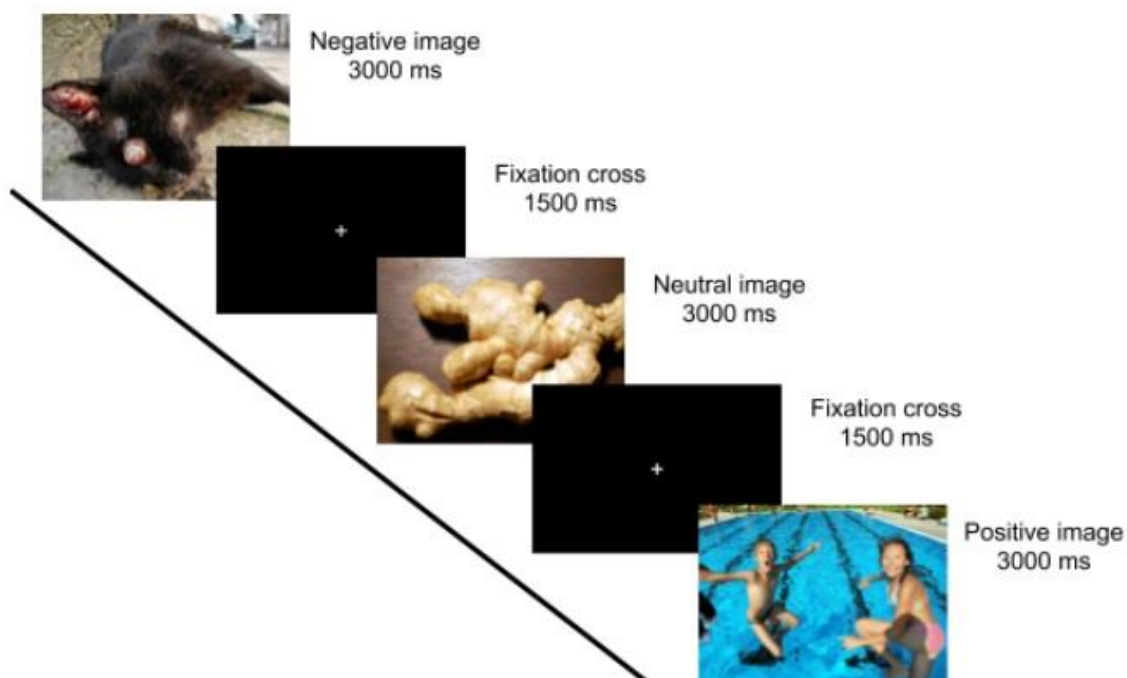 Negative image
3000 ms
Fixation cross
1500 ms
Neutral image
3000 ms
Fixation cross
1500 ms
Positive image
3000 ms